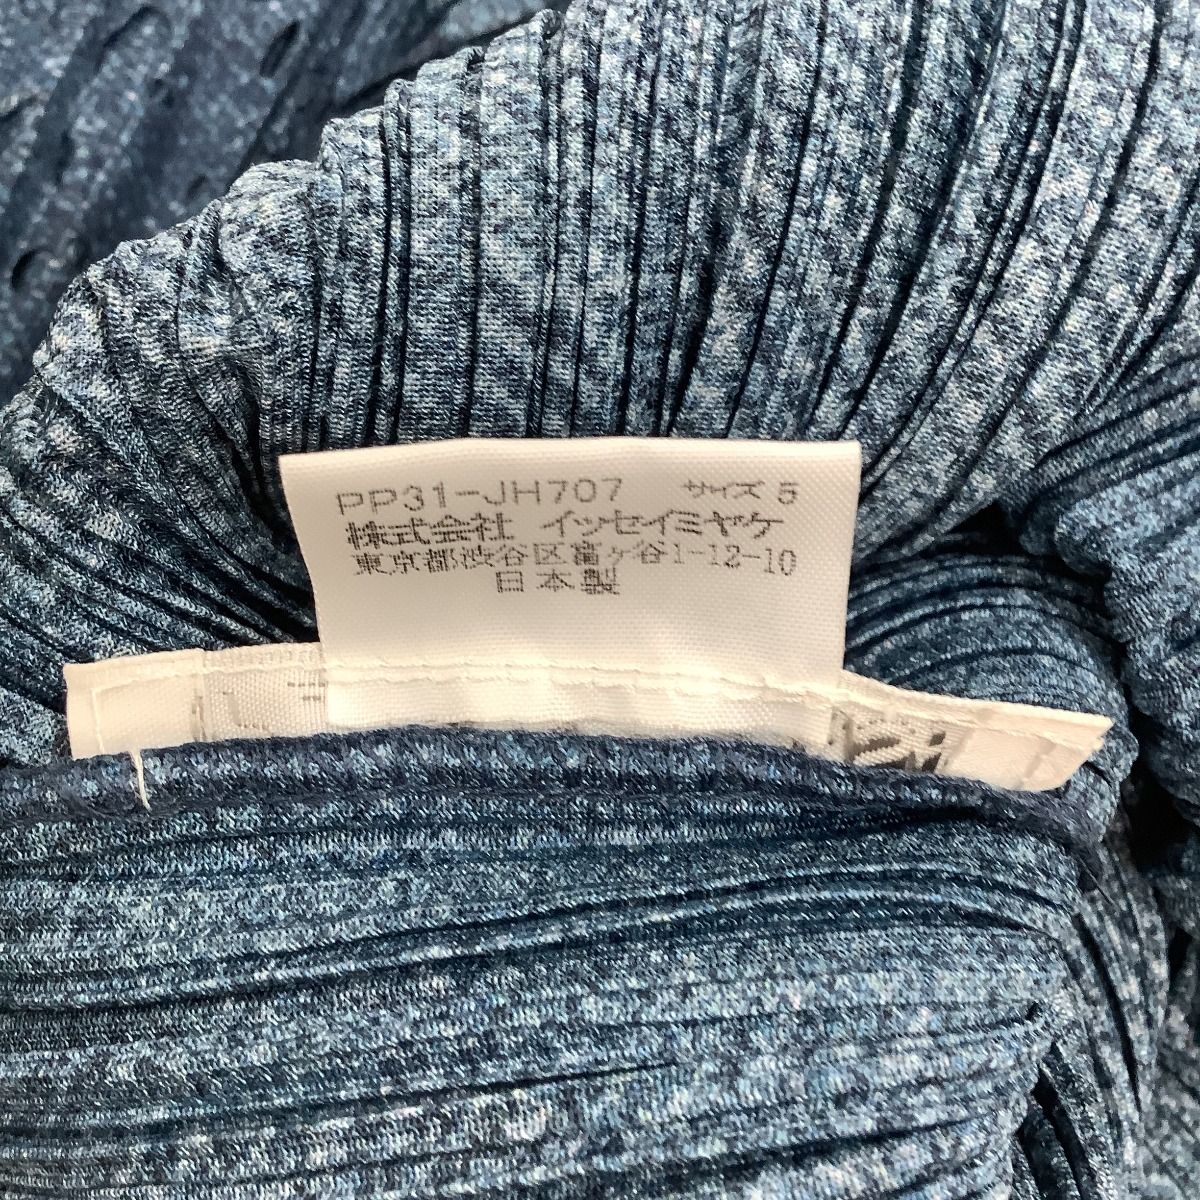 PP31-JH707 サイズ 5
株式会社 イッセイミヤケ
東京都渋谷区富ヶ谷1-12-10
日本製